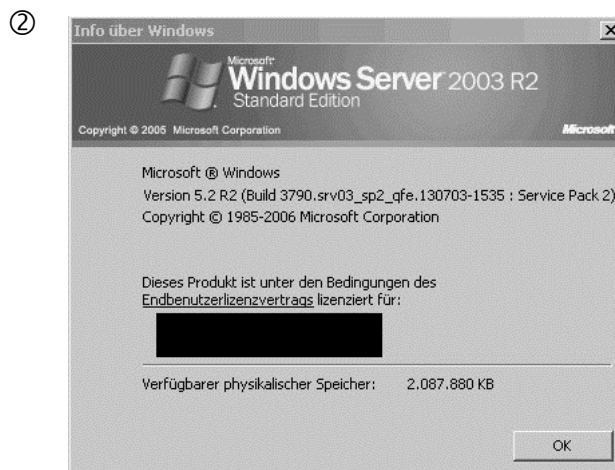 ②
Info über Windows
Microsoft
Windows Server 2003 R2
Standard Edition
Copyright © 2005 Microsoft Corporation Microsoft
Microsoft ® Windows
Version 5.2 R2 (Build 3790.srv03_sp2_qfe.130703-1535 : Service Pack 2)
Copyright © 1985-2006 Microsoft Corporation
Dieses Produkt ist unter den Bedingungen des
Endbenutzerlizenzvertrags lizenziert für:
Verfügbarer physikalischer Speicher: 2.087.880 KB
OK